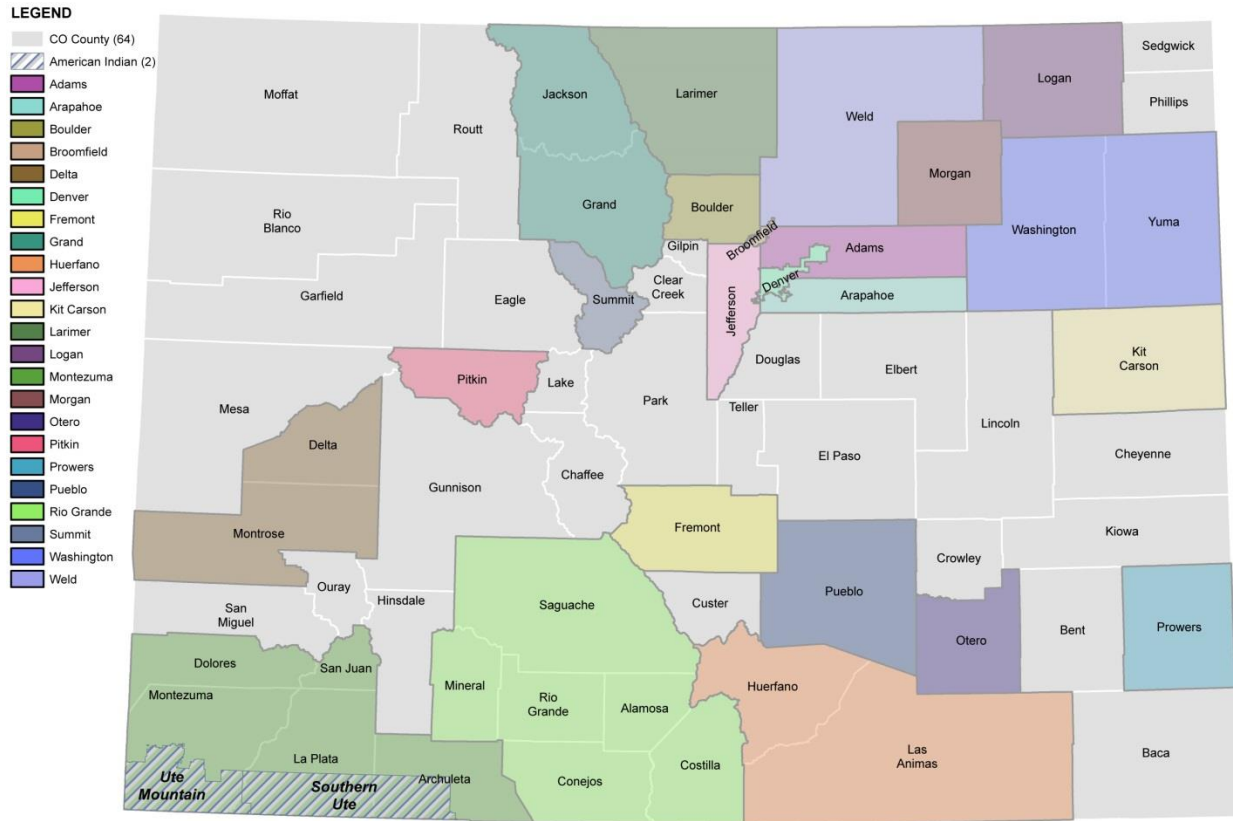 LEGEND
CO County (64)
American Indian (2)
Adams
Arapahoe
Boulder
Broomfield
Delta
Denver
Fremont
Grand
Huerfano
Jefferson
Kit Carson
Larimer
Logan
Montezuma
Morgan
Otero
Pitkin
Prowers
Pueblo
Rio Grande
Summit
Washington
Weld
Moffat
Routt
Jackson
Larimer
Weld
Logan
Sedgwick
Phillips
Morgan
Rio
Blanco
Grand
Boulder
Washington
Yuma
Broomfield
Gilpin
Adams
Garfield
Eagle
Summit
Clear
Creek
Denver
Arapahoe
Jefferson
Kit
Carson
Douglas
Elbert
Pitkin
Lake
Park
Teller
Mesa
Lincoln
Delta
Chaffee
El Paso
Cheyenne
Gunnison
Montrose
Fremont
Kiowa
Crowley
Ouray
Hinsdale
San
Miguel
Saguache
Custer
Pueblo
Otero
Bent
Prowers
Dolores
San Juan
Montezuma
Mineral
Rio
Grande
Alamosa
Huerfano
La Plata
Archuleta
Conejos
Costilla
Las
Animas
Baca
Ute
Mountain
Southern
Ute